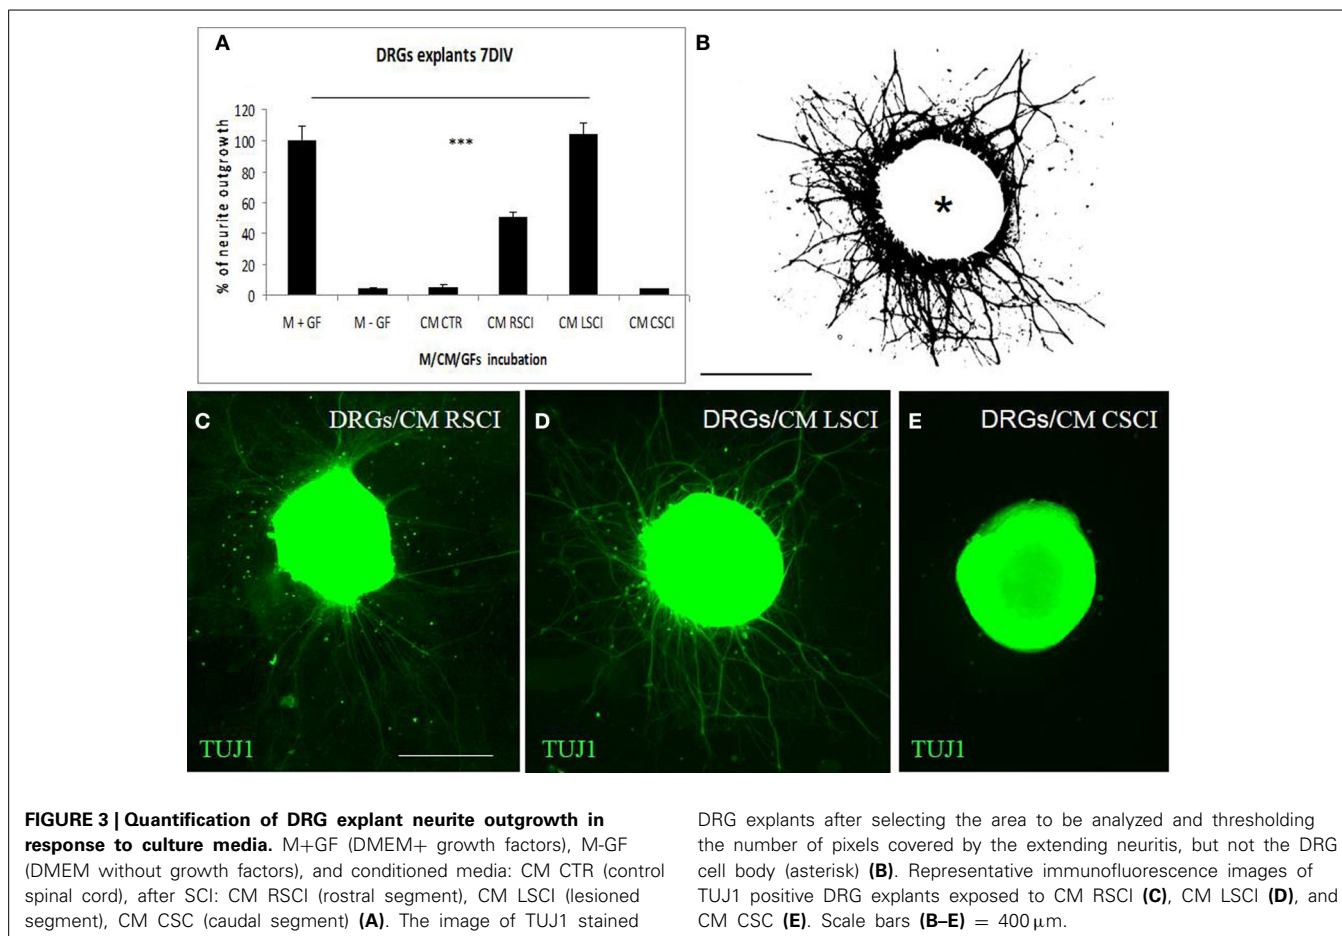 A
DRGs explants 7DIV
% of neurite outgrowth
120
100
80
60
40
20
0
***
M + GF
M - GF
CM CTR
CM RSCI
CM LSCI
CM CSCI
M/CM/GFs incubation
B
*
C
DRGs/CM RSCI
TUJ1
D
DRGs/CM LSCI
TUJ1
E
DRGs/CM CSCI
TUJ1
FIGURE 3 | Quantification of DRG explant neurite outgrowth in
response to culture media. M+GF (DMEM+ growth factors), M-GF
(DMEM without growth factors), and conditioned media: CM CTR (control
spinal cord), after SCI: CM RSCI (rostral segment), CM LSCI (lesioned
segment), CM CSC (caudal segment) (A). The image of TUJ1 stained
DRG explants after selecting the area to be analyzed and thresholding
the number of pixels covered by the extending neuritis, but not the DRG
cell body (asterisk) (B). Representative immunofluorescence images of
TUJ1 positive DRG explants exposed to CM RSCI (C), CM LSCI (D), and
CM CSC (E). Scale bars (B–E) = 400 μm.